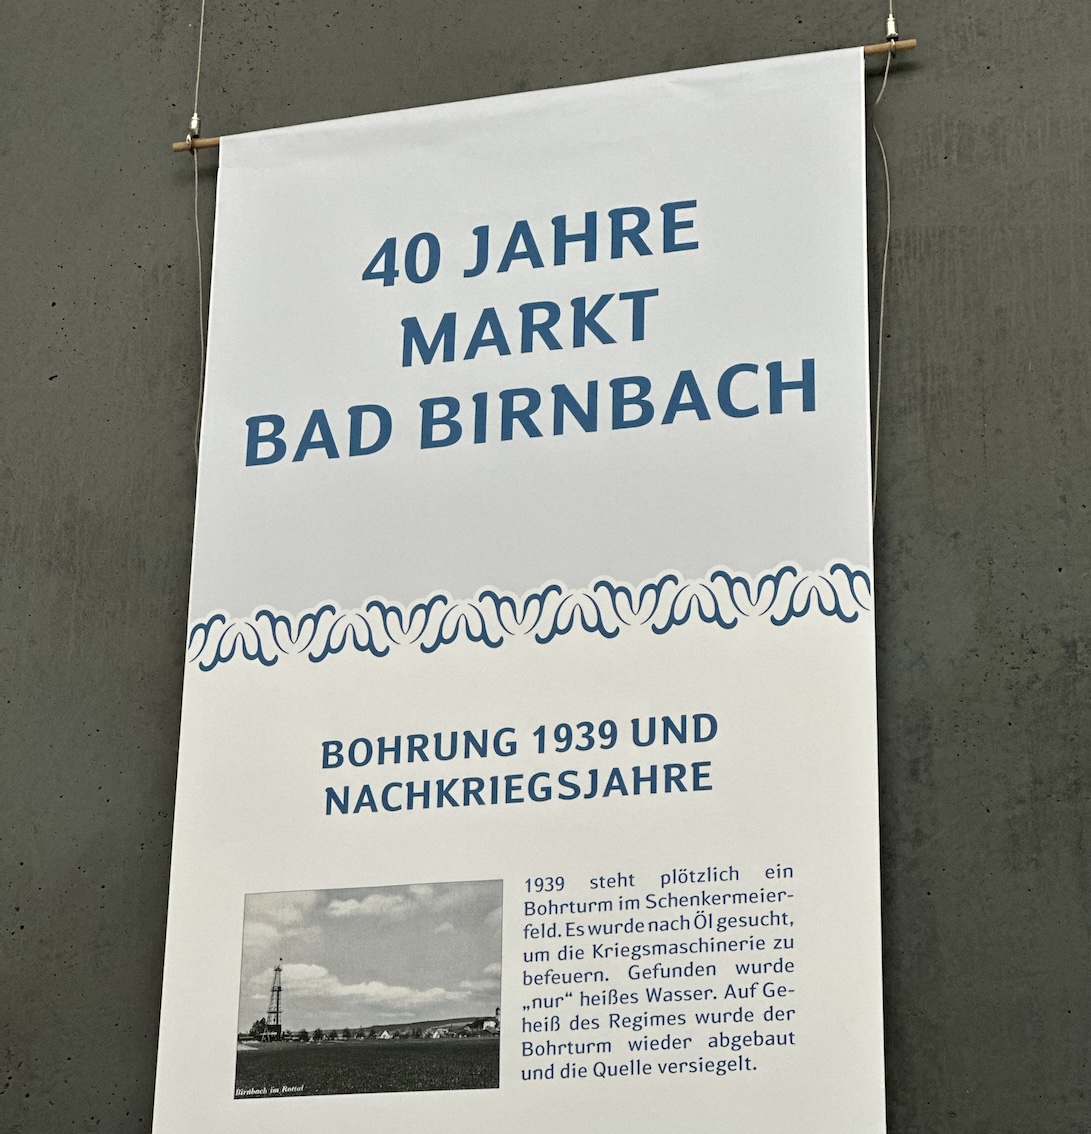 40 JAHRE
MARKT
BAD BIRNBACH
BOHRUNG 1939 UND
NACHKRIEGSJAHRE
1939 steht plötzlich ein
Bohrturm im Schenkermeier-
feld. Es wurde nach Öl gesucht,
um die Kriegsmaschinerie zu
befeuern. Gefunden wurde
„nur“ heißes Wasser. Auf Ge-
heiß des Regimes wurde der
Bohrturm wieder abgebaut
und die Quelle versiegelt.
Birnbach im Rottal